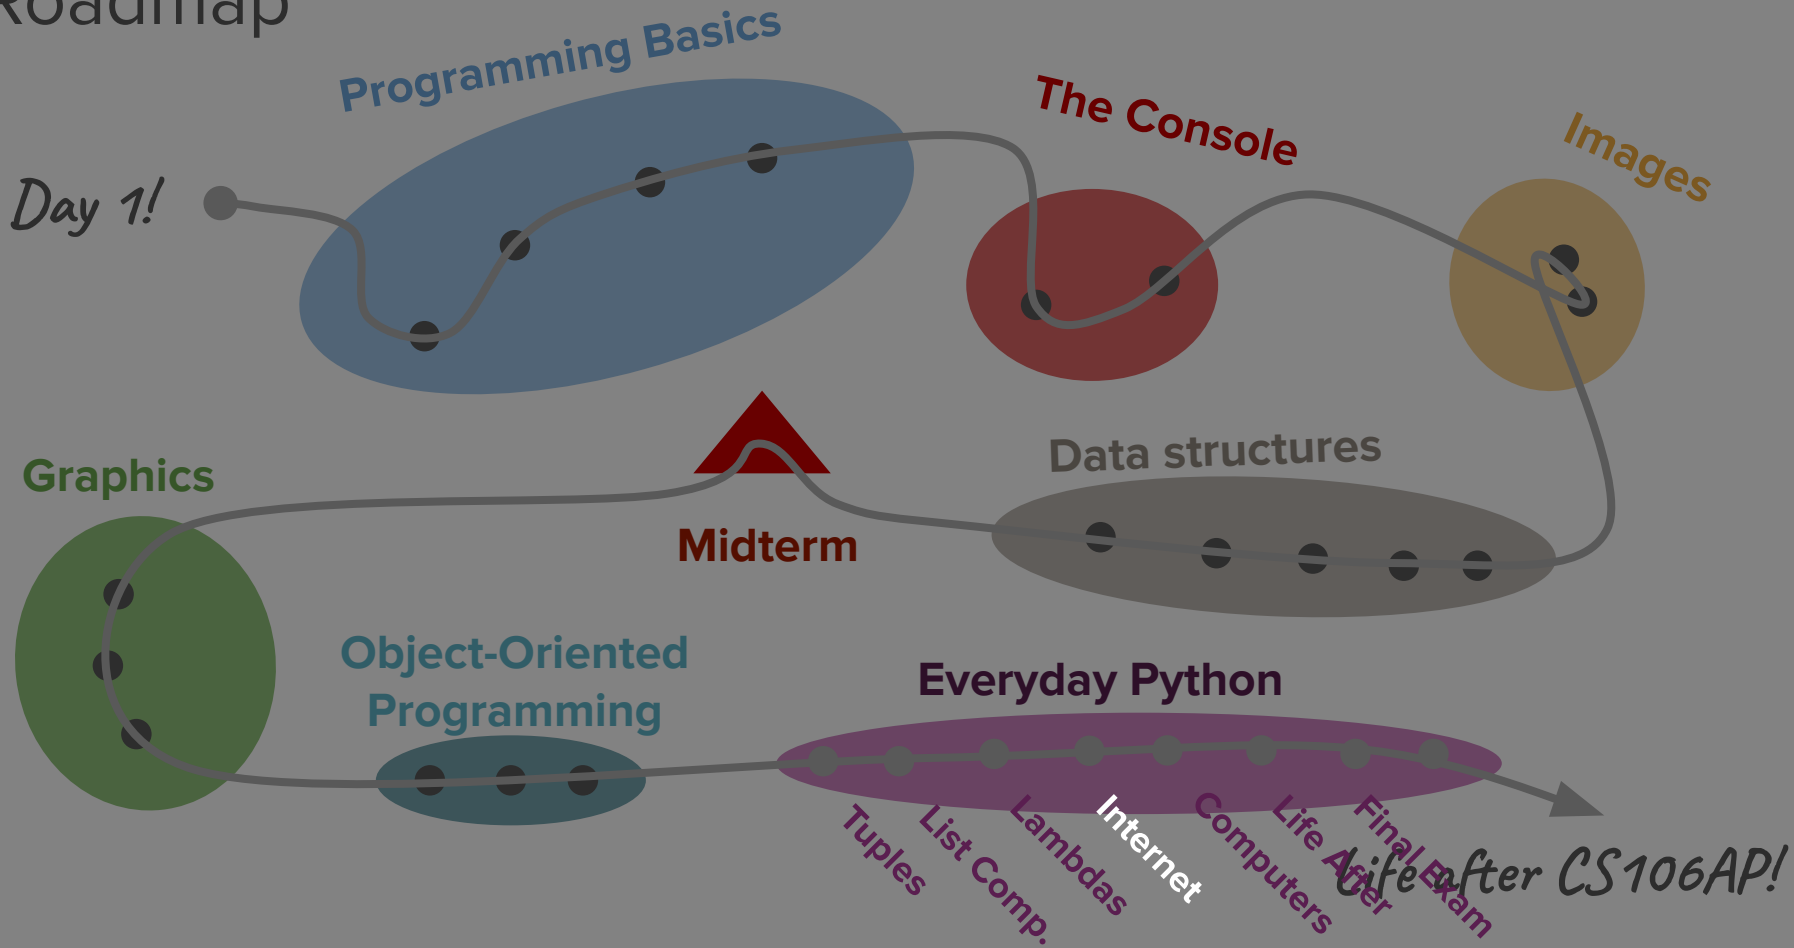 Roadmap
Programming Basics
The Console
Images
Day 1!
Graphics
Midterm
Data structures
Object-Oriented
Programming
Everyday Python
Tuples
List Comp.
Lambdas
Internet
Computers
Life After
Final Exam
Life after CS106AP!